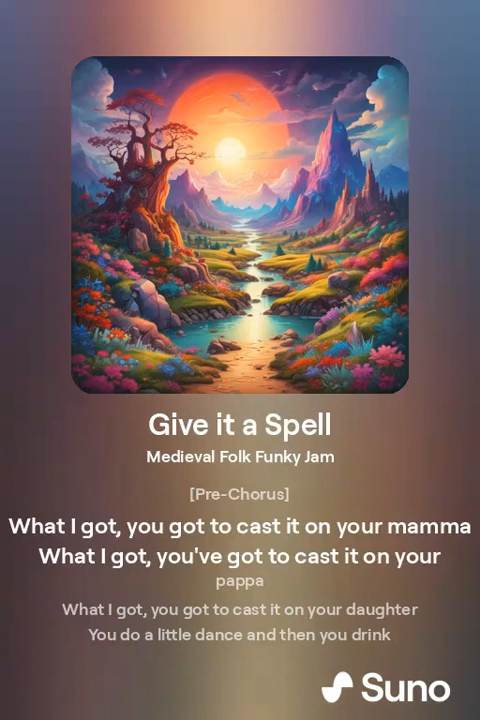 Give it a Spell
Medieval Folk Funky Jam
[Pre-Chorus]
What I got, you got to cast it on your mamma
What I got, you've got to cast it on your
pappa
What I got, you got to cast it on your daughter
You do a little dance and then you drink
Suno